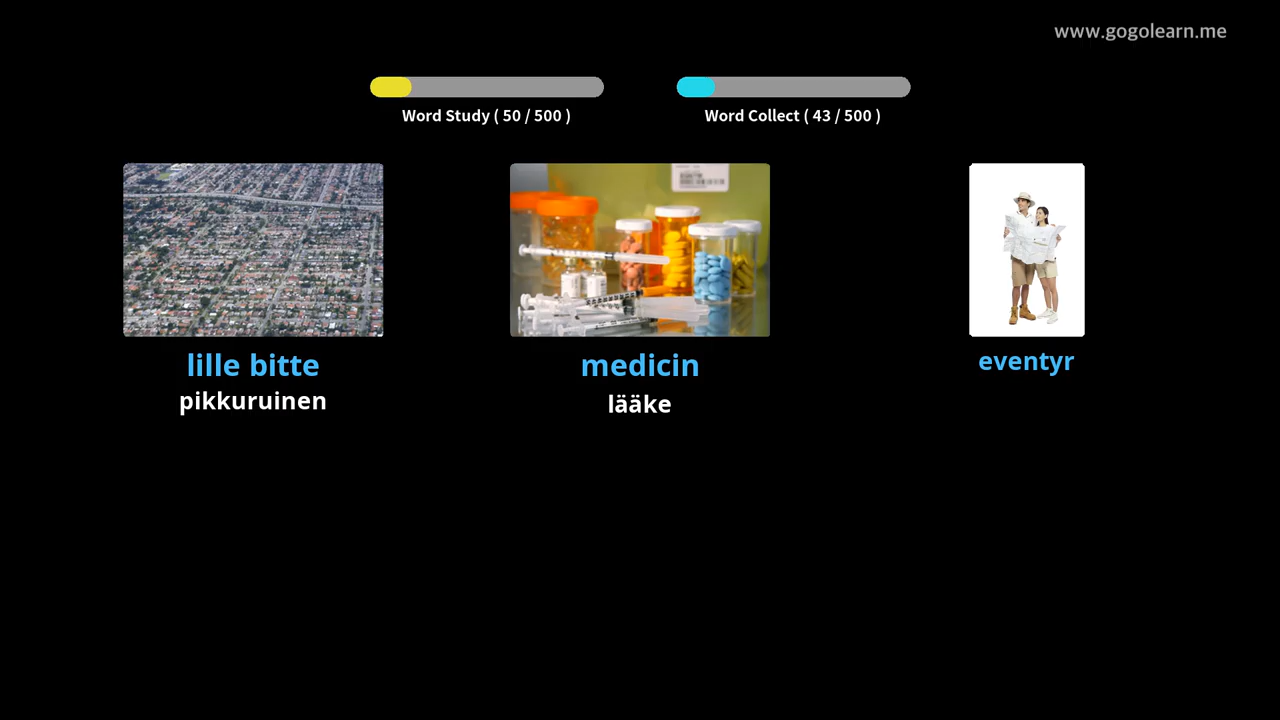 www.gogolearn.me
Word Study ( 50 / 500 )
Word Collect ( 43 / 500 )
lille bitte
pikkuruinen
medicin
lääke
eventyr